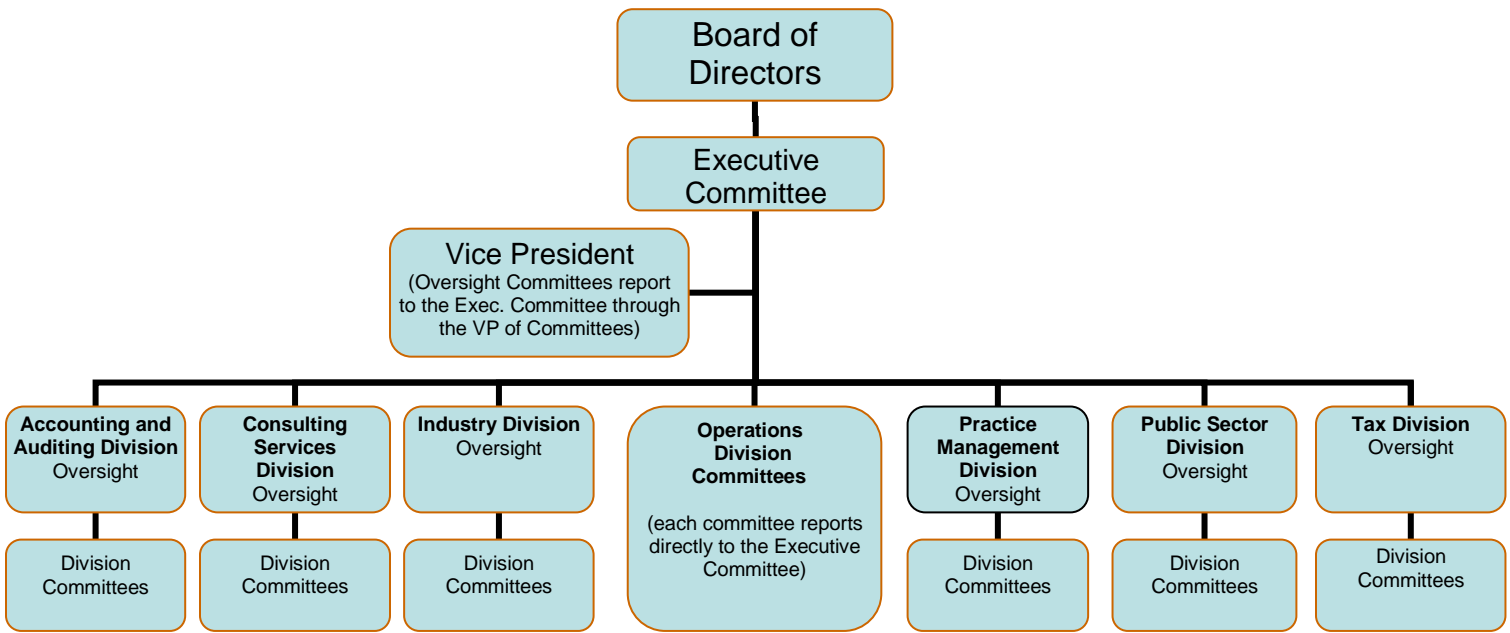 Board of
Directors
Executive
Committee
Vice President
(Oversight Committees report
to the Exec. Committee through
the VP of Committees)
Accounting and
Auditing Division
Oversight
Consulting
Services
Division
Oversight
Industry Division
Oversight
Operations
Division
Committees
(each committee reports
directly to the Executive
Committee)
Practice
Management
Division
Oversight
Public Sector
Division
Oversight
Tax Division
Oversight
Division
Committees
Division
Committees
Division
Committees
Division
Committees
Division
Committees
Division
Committees